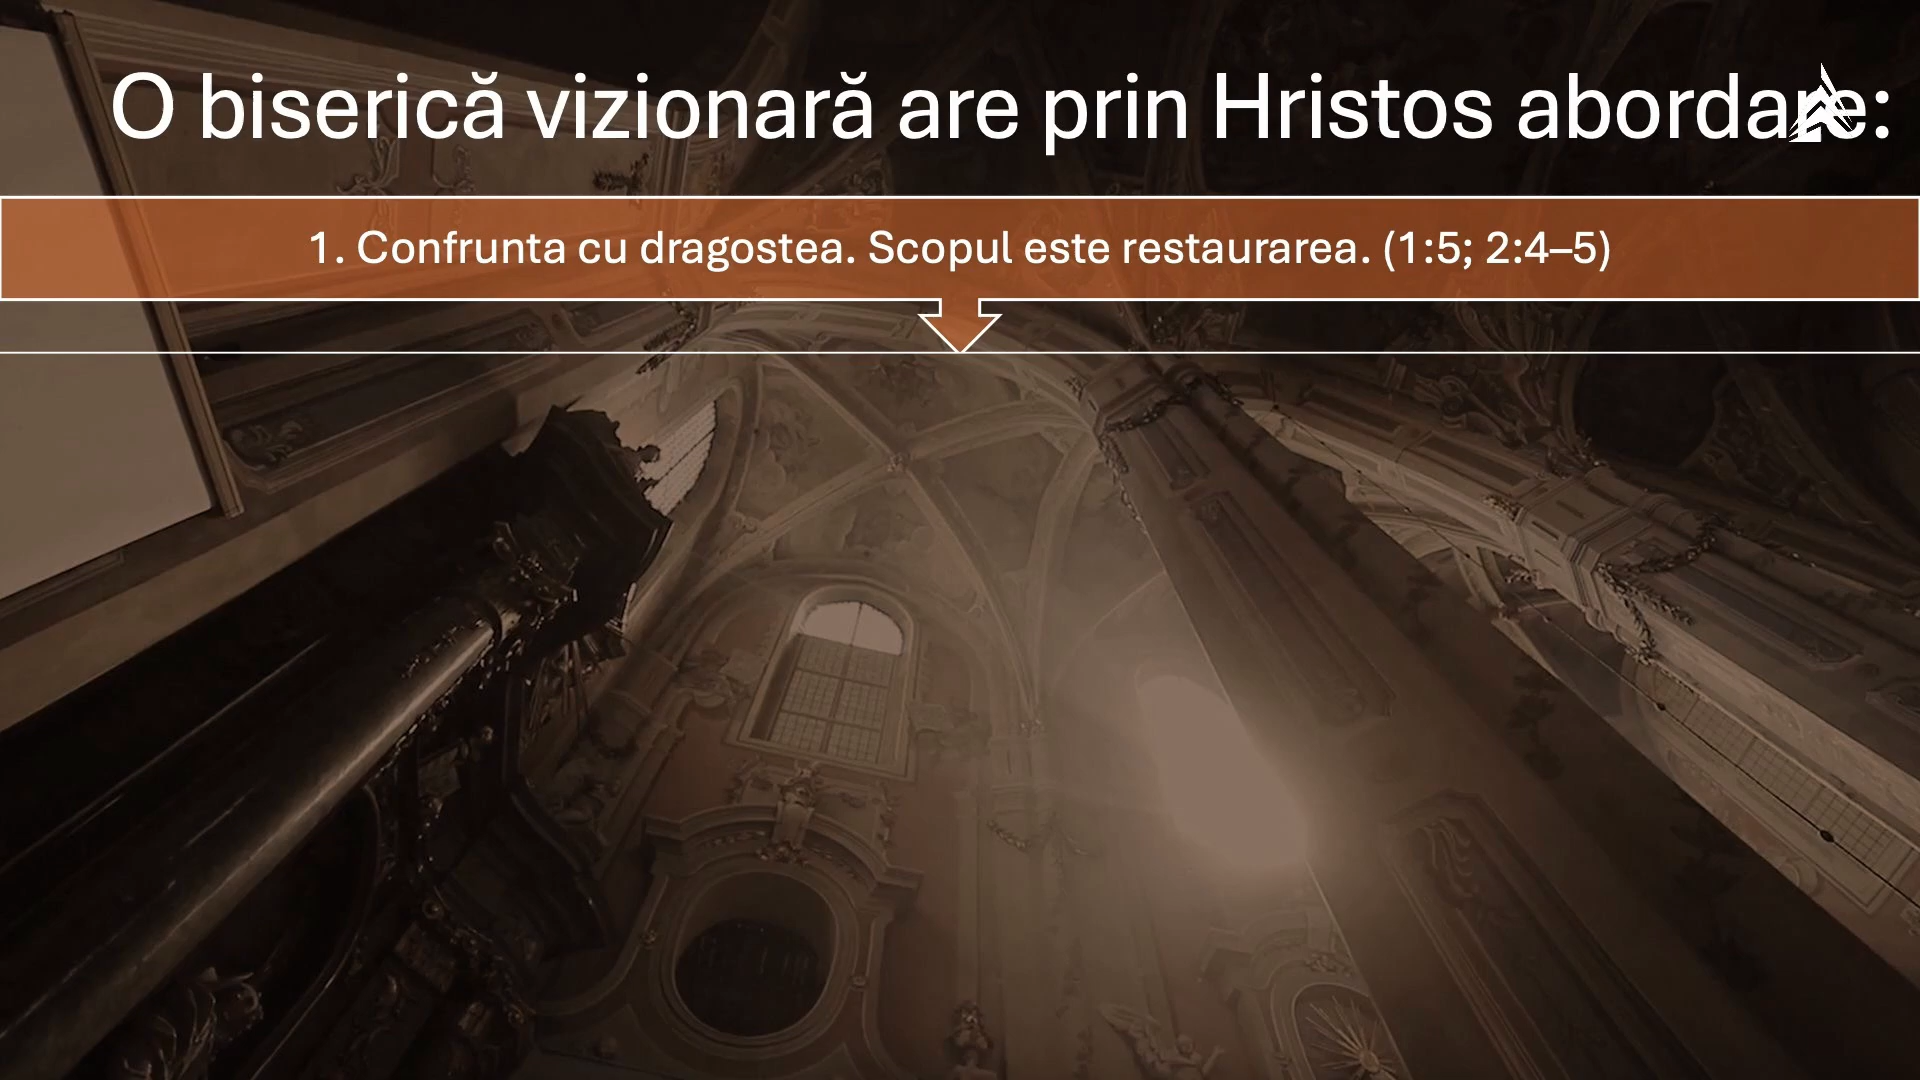 O biserică vizionară are prin Hristos abordare:
1. Confrunta cu dragostea. Scopul este restaurarea. (1:5; 2:4–5)